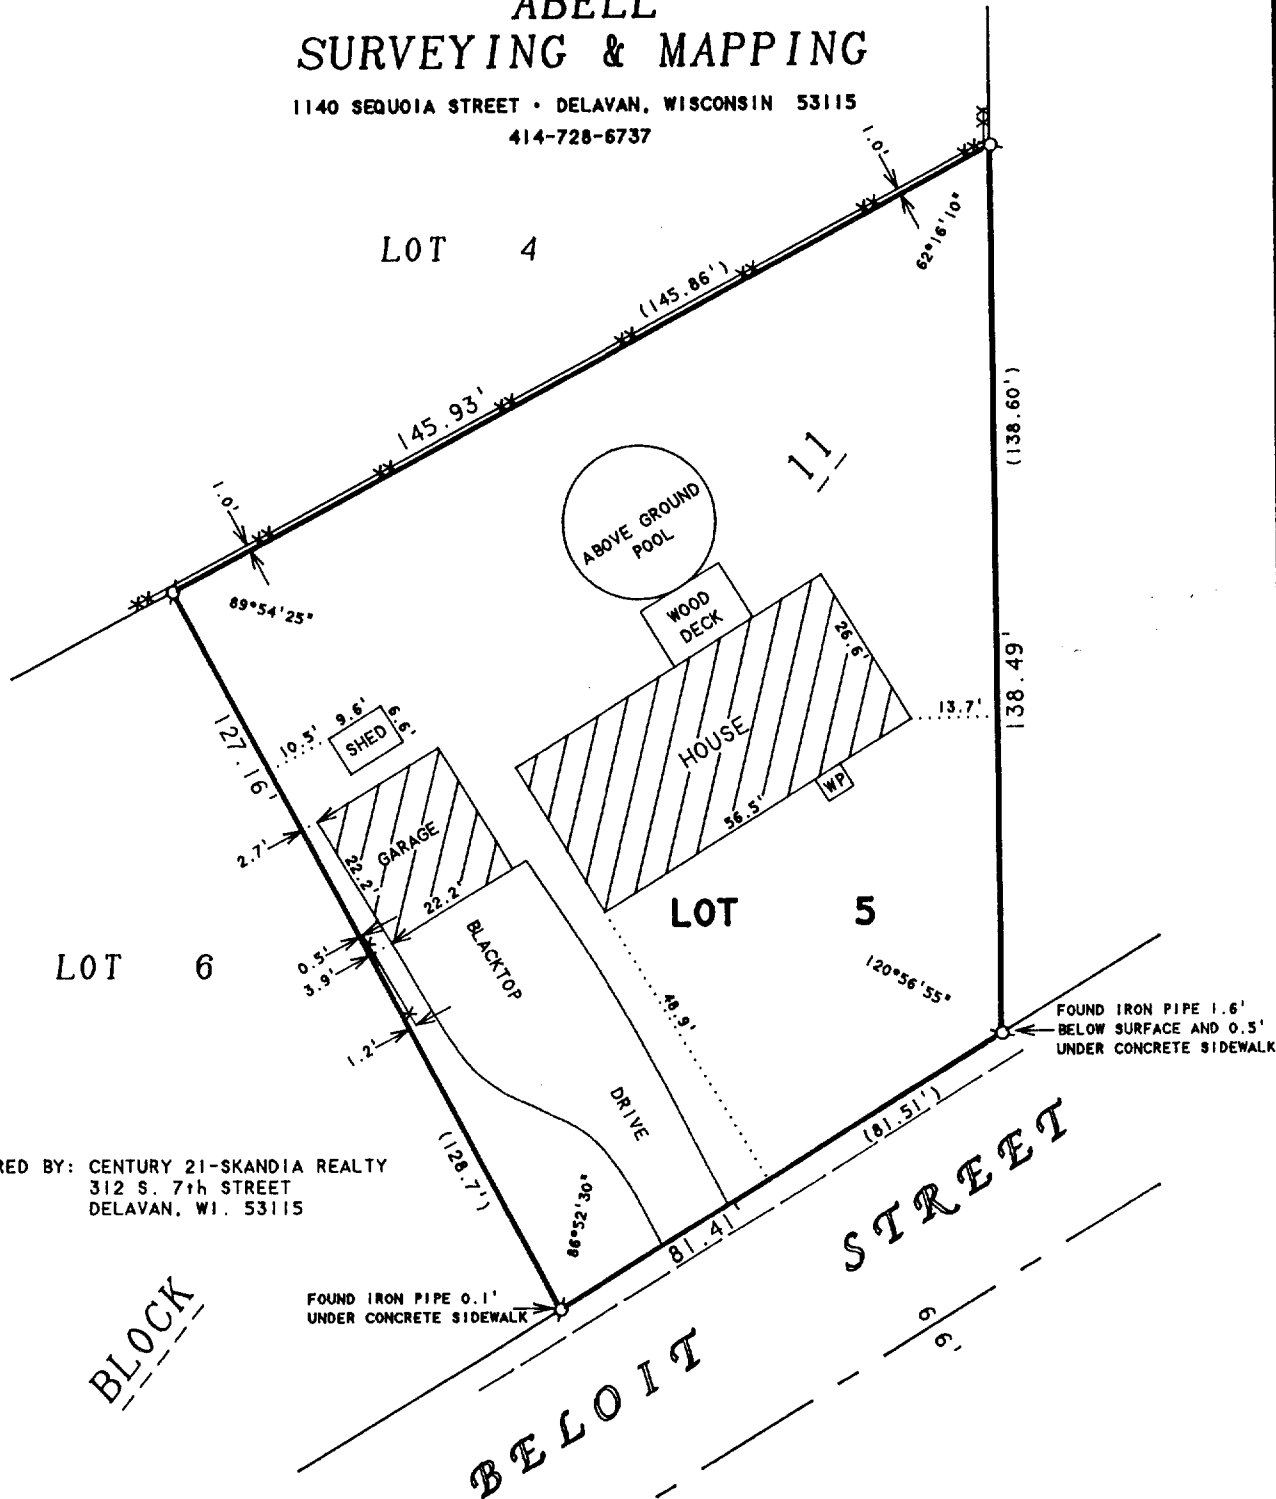 ABELL
SURVEYING & MAPPING
1140 SEQUOIA STREET • DELAVAN, WISCONSIN 53115
414-728-6737
1.0'
62°16'10"
LOT 4
(145.86')
145.93'
(138.60')
11
1.0'
ABOVE GROUND
POOL
89°54'25"
WOOD
DECK
26.6'
138.49'
127.16'
10.5'
9.6'
6.6'
SHED
HOUSE
13.7'
WP
56.5'
2.7'
GARAGE
22.2'
22.2'
LOT 5
BLACKTOP
LOT 6
0.5'
3.9'
120°56'55"
48.9'
1.2'
FOUND IRON PIPE 1.6'
BELOW SURFACE AND 0.5'
UNDER CONCRETE SIDEWALK
DRIVE
(81.51')
(128.7')
RED BY: CENTURY 21-SKANDIA REALTY
312 S. 7th STREET
DELAVAN, WI. 53115
86°52'30"
81.41'
FOUND IRON PIPE 0.1'
UNDER CONCRETE SIDEWALK
BLOCK
BELOIT STREET
66'